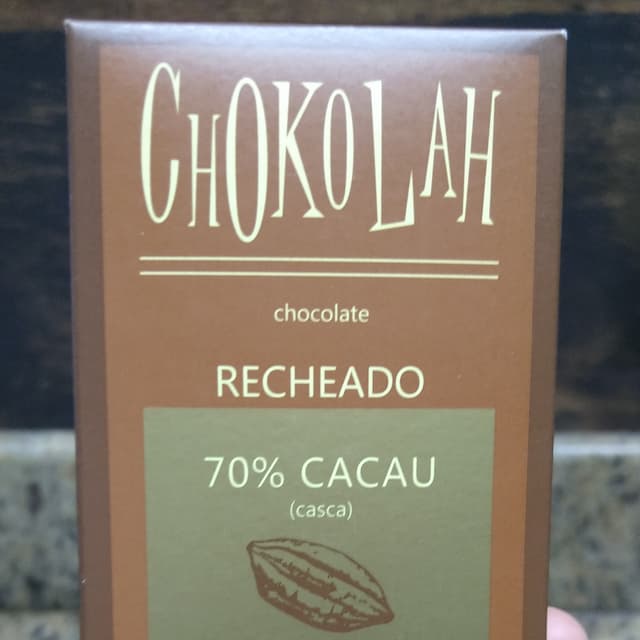 CHOKOLAH
chocolate
RECHEADO
70% CACAU
(casca)